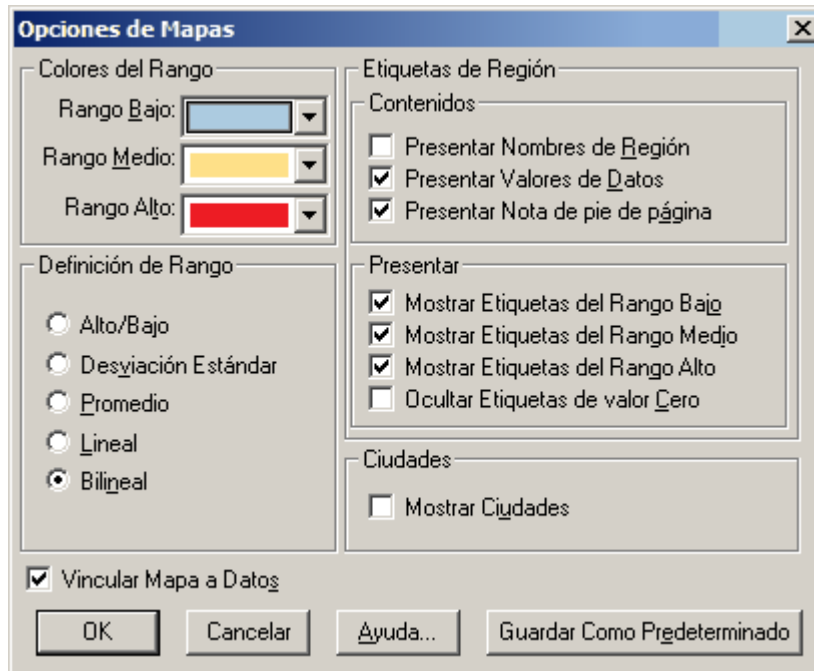 Opciones de Mapas
Colores del Rango
Rango Bajo:
Rango Medio:
Rango Alto:
Definición de Rango
Alto/Bajo
Desviación Estándar
Promedio
Lineal
Bilineal
Etiquetas de Región
Contenidos
Presentar Nombres de Región
Presentar Valores de Datos
Presentar Nota de pie de página
Presentar
Mostrar Etiquetas del Rango Bajo
Mostrar Etiquetas del Rango Medio
Mostrar Etiquetas del Rango Alto
Ocultar Etiquetas de valor Cero
Ciudades
Mostrar Ciudades
Vincular Mapa a Datos
OK
Cancelar
Ayuda...
Guardar Como Predeterminado